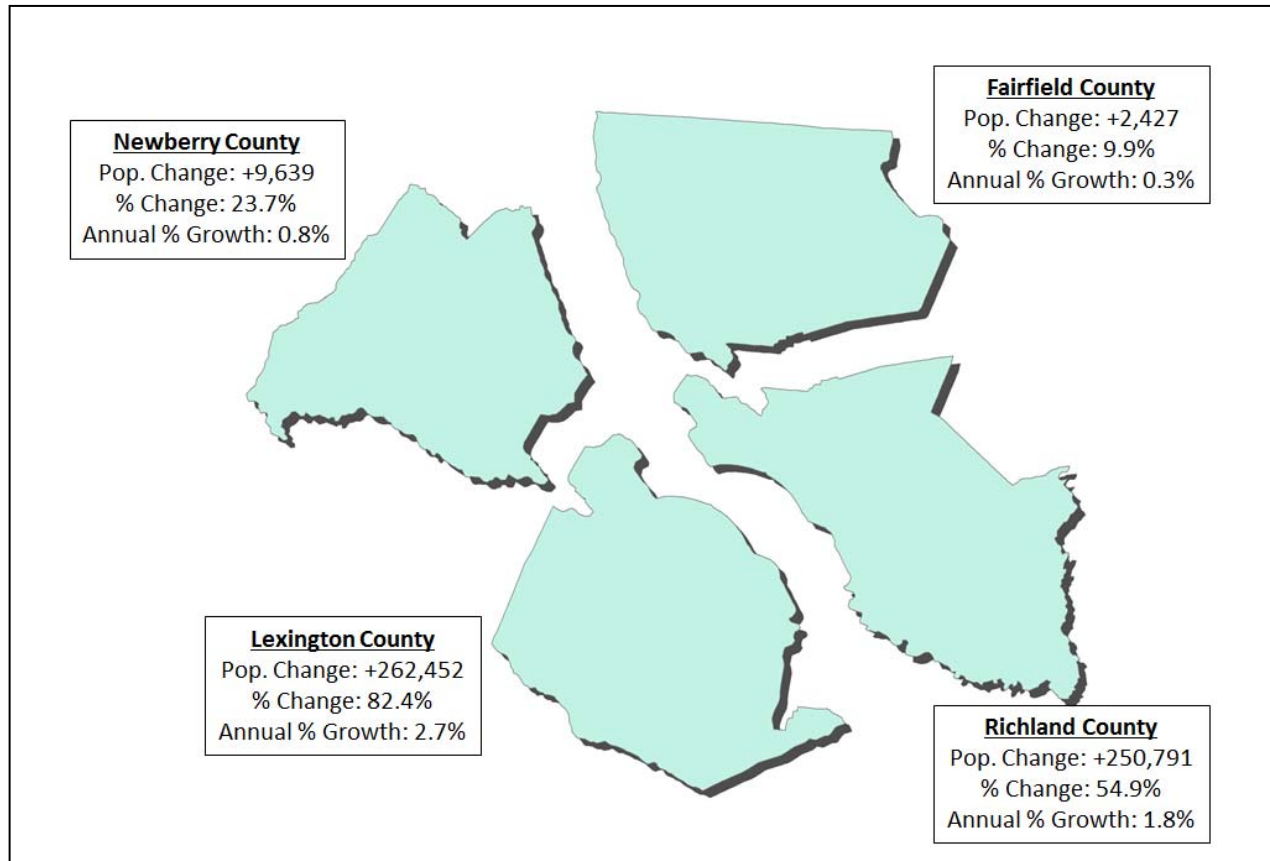 Fairfield County
Pop. Change: +2,427
% Change: 9.9%
Annual % Growth: 0.3%
Newberry County
Pop. Change: +9,639
% Change: 23.7%
Annual % Growth: 0.8%
Lexington County
Pop. Change: +262,452
% Change: 82.4%
Annual % Growth: 2.7%
Richland County
Pop. Change: +250,791
% Change: 54.9%
Annual % Growth: 1.8%